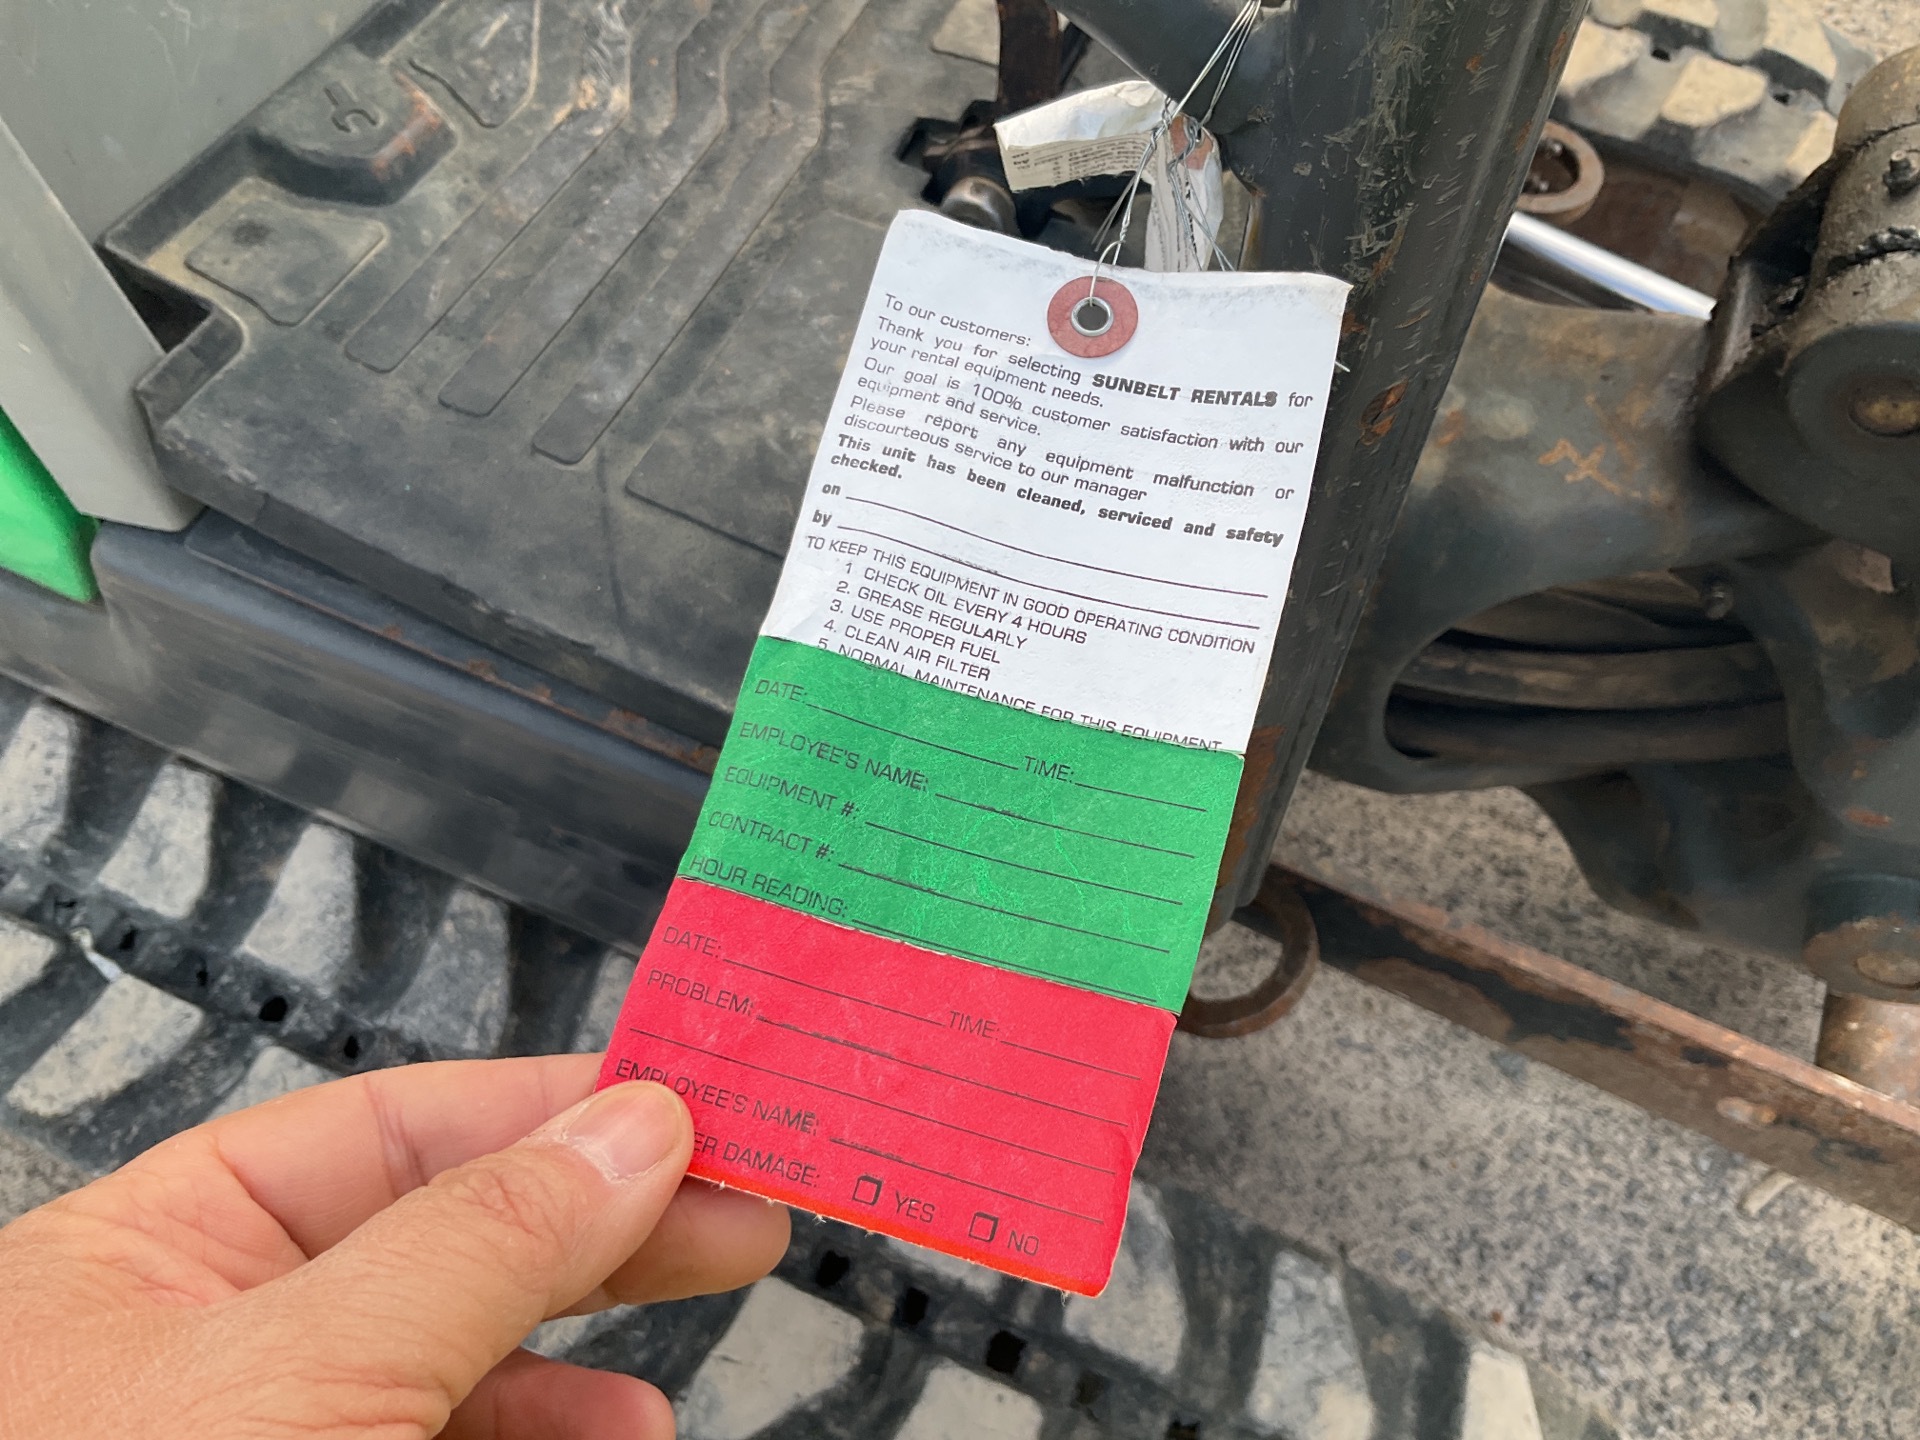 To our customers:
Thank you for selecting SUNBELT RENTALS for
your rental equipment needs.
Our goal is 100% customer satisfaction with our
equipment and service.
Please report any equipment malfunction or
discourteous service to our manager
This unit has been cleaned, serviced and safety
checked.
on
by
TO KEEP THIS EQUIPMENT IN GOOD OPERATING CONDITION
1 CHECK OIL EVERY 4 HOURS
2. GREASE REGULARLY
3. USE PROPER FUEL
4. CLEAN AIR FILTER
5. NORMAL MAINTENANCE FOR THIS EQUIPMENT
DATE: TIME:
EMPLOYEE'S NAME:
EQUIPMENT #:
CONTRACT #:
HOUR READING:
DATE: TIME:
PROBLEM:
EMPLOYEE'S NAME:
DAMAGE: YES NO